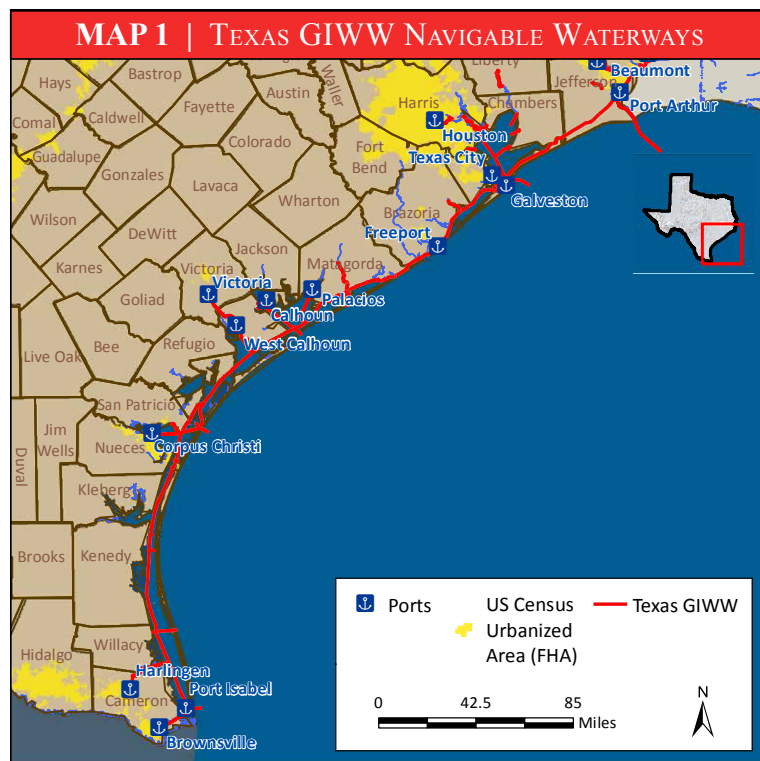 MAP 1 | TEXAS GIWW NAVIGABLE WATERWAYS
Liberty
Hays
Bastrop
Waller
Beaumont
Jefferson
Austin
Harris
Chambers
Port Arthur
Comal
Caldwell
Fayette
Houston
Guadalupe
Colorado
Fort
Bend
Texas City
Gonzales
Lavaca
Wharton
Galveston
Wilson
DeWitt
Brazoria
Freeport
Jackson
Matagorda
Karnes
Victoria
Victoria
Goliad
Calhoun
Palacios
West Calhoun
Live Oak
Bee
Refugio
San Patricio
Jim
Wells
Nueces
Corpus Christi
Duval
Kleberg
Brooks
Kenedy
Ports
US Census
Urbanized
Area (FHA)
Texas GIWW
Hidalgo
Willacy
Harlingen
Cameron
Port Isabel
Brownsville
0
42.5
85
Miles
N